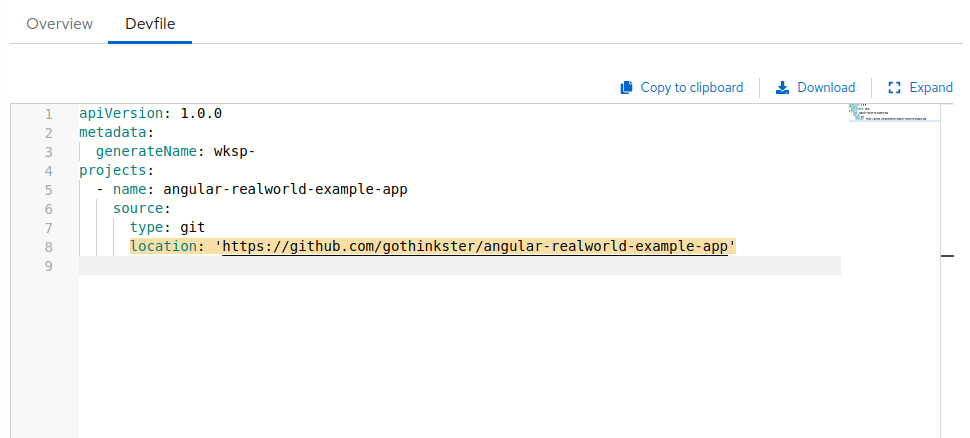 Overview Devfile
Copy to clipboard Download Expand
1 apiVersion: 1.0.0
2 metadata:
3   generateName: wksp-
4 projects:
5   - name: angular-realworld-example-app
6     source:
7       type: git
8       location: 'https://github.com/gothinkster/angular-realworld-example-app'
9